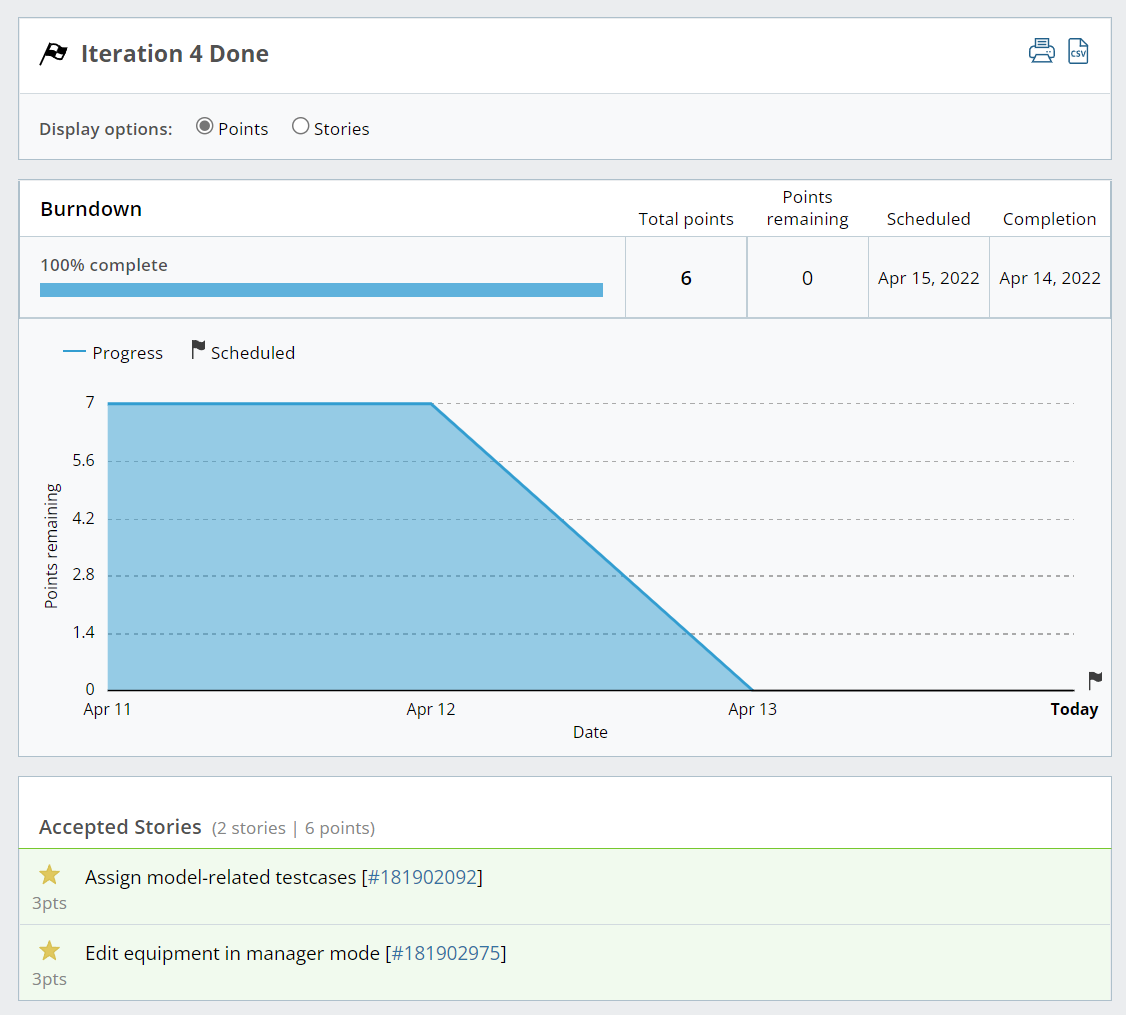 Iteration 4 Done
CSV
Display options: Points Stories
Burndown
Total points
Points
remaining
Scheduled
Completion
100% complete
6
0
Apr 15, 2022
Apr 14, 2022
Progress Scheduled
7
5.6
4.2
2.8
1.4
0
Points remaining
Apr 11 Apr 12 Apr 13 Today
Date
Accepted Stories (2 stories | 6 points)
Assign model-related testcases [#181902092]
3pts
Edit equipment in manager mode [#181902975]
3pts